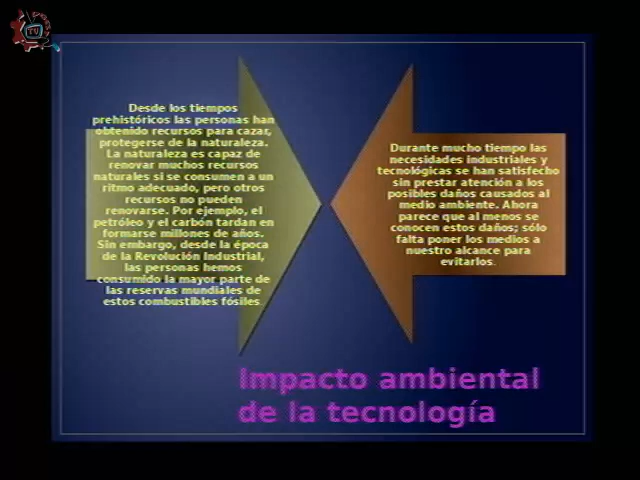 TV
Desde los tiempos
prehistóricos las personas han
obtenido recursos para cazar,
protegerse de la naturaleza.
La naturaleza es capaz de
renovar muchos recursos
naturales si se consumen a un
ritmo adecuado, pero otros
recursos no pueden
renovarse. Por ejemplo, el
petróleo y el carbón tardan en
formarse millones de años.
Sin embargo, desde la época
de la Revolución Industrial,
las personas hemos
consumido la mayor parte de
las reservas mundiales de
estos combustibles fósiles.
Durante mucho tiempo las
necesidades industriales y
tecnológicas se han satisfecho
sin prestar atención a los
posibles daños causados al
medio ambiente. Ahora
parece que al menos se
conocen estos daños; sólo
falta poner los medios a
nuestro alcance para
evitarlos.
Impacto ambiental
de la tecnología